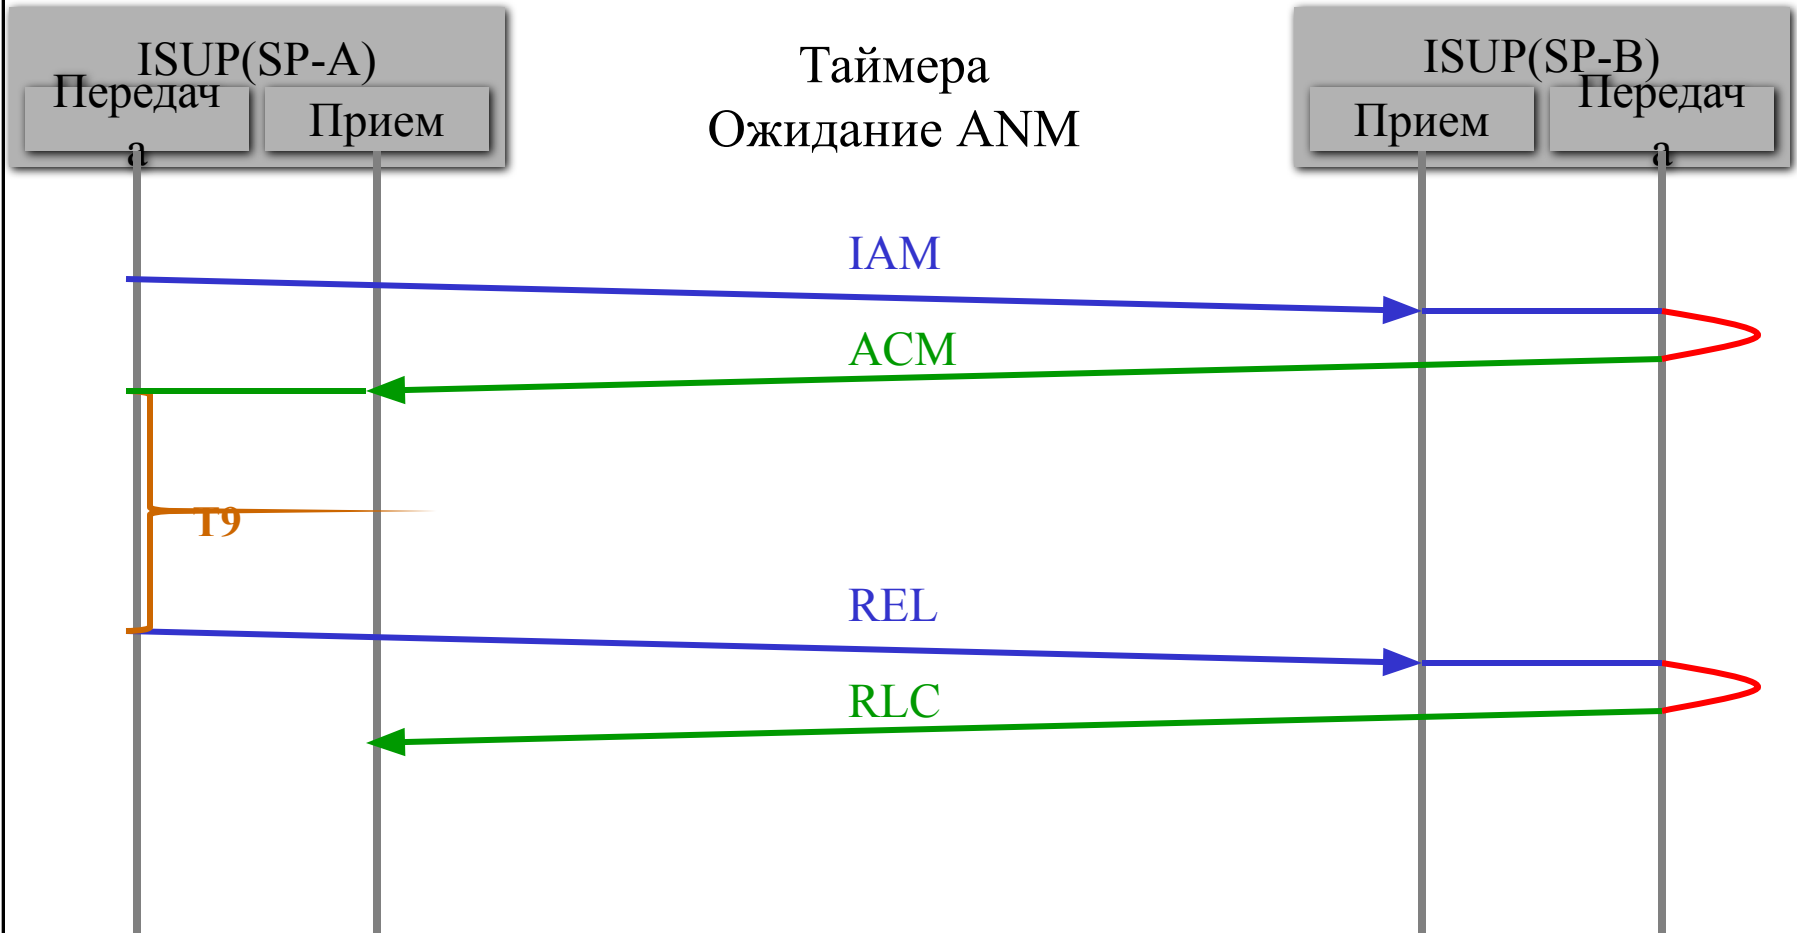 ISUP(SP-A)
Передач
а
Прием
Таймера
Ожидание ANM
ISUP(SP-B)
Прием
Передач
а
IAM
ACM
T9
REL
RLC